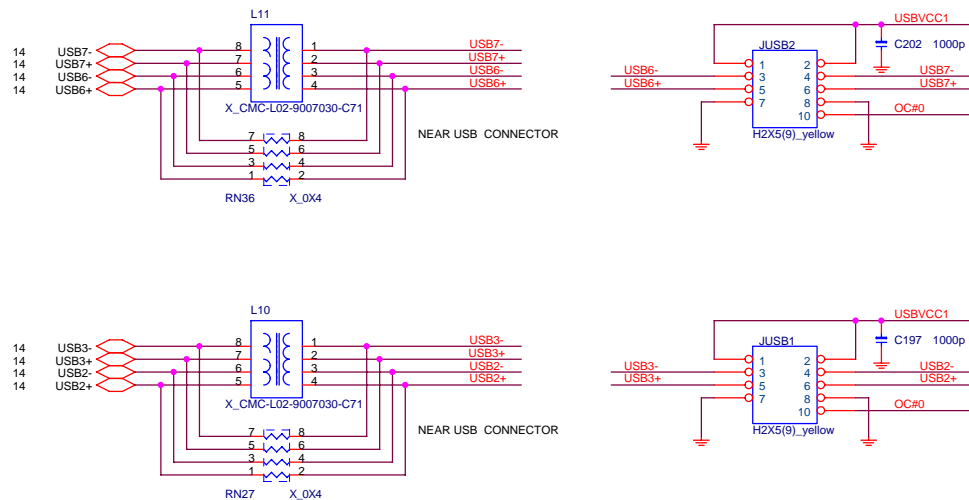 L11
14 USB7- 8 1 USB7-
14 USB7+ 7 2 USB7+
14 USB6- 6 3 USB6-
14 USB6+ 5 4 USB6+
X_CMC-L02-9007030-C71
7 8 NEAR USB CONNECTOR
5 6
3 4
1 2
RN36 X_0X4
USBVCC1
JUSB2 C202 1000p
1 2
USB6- 3 4 USB7-
USB6+ 5 6 USB7+
7 8
10 OC#0
H2X5(9)_yellow
L10
14 USB3- 8 1 USB3-
14 USB3+ 7 2 USB3+
14 USB2- 6 3 USB2-
14 USB2+ 5 4 USB2+
X_CMC-L02-9007030-C71
7 8 NEAR USB CONNECTOR
5 6
3 4
1 2
RN27 X_0X4
USBVCC1
JUSB1 C197 1000p
1 2
USB3- 3 4 USB2-
USB3+ 5 6 USB2+
7 8
10 OC#0
H2X5(9)_yellow